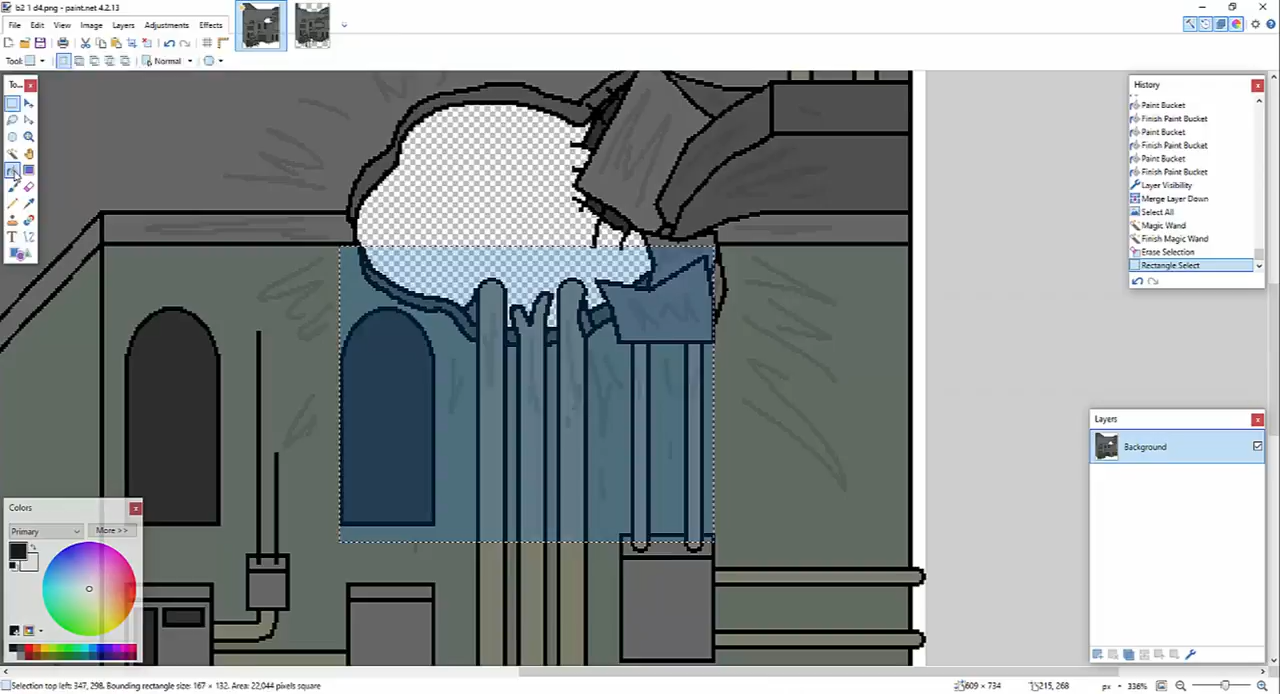 b2 1 d4.png - paint.net 4.2.13
File Edit View Image Layers Adjustments Effects
Tool: Normal
To...
History
Paint Bucket
Finish Paint Bucket
Paint Bucket
Finish Paint Bucket
Paint Bucket
Finish Paint Bucket
Layer Visibility
Merge Layer Down
Select All
Magic Wand
Finish Magic Wand
Erase Selection
Rectangle Select
Layers
Background
Colors
Primary More >>
Selection top left: 347, 298. Bounding rectangle size: 167 × 132. Area: 22,044 pixels square 609 × 734 215, 268 px 336%